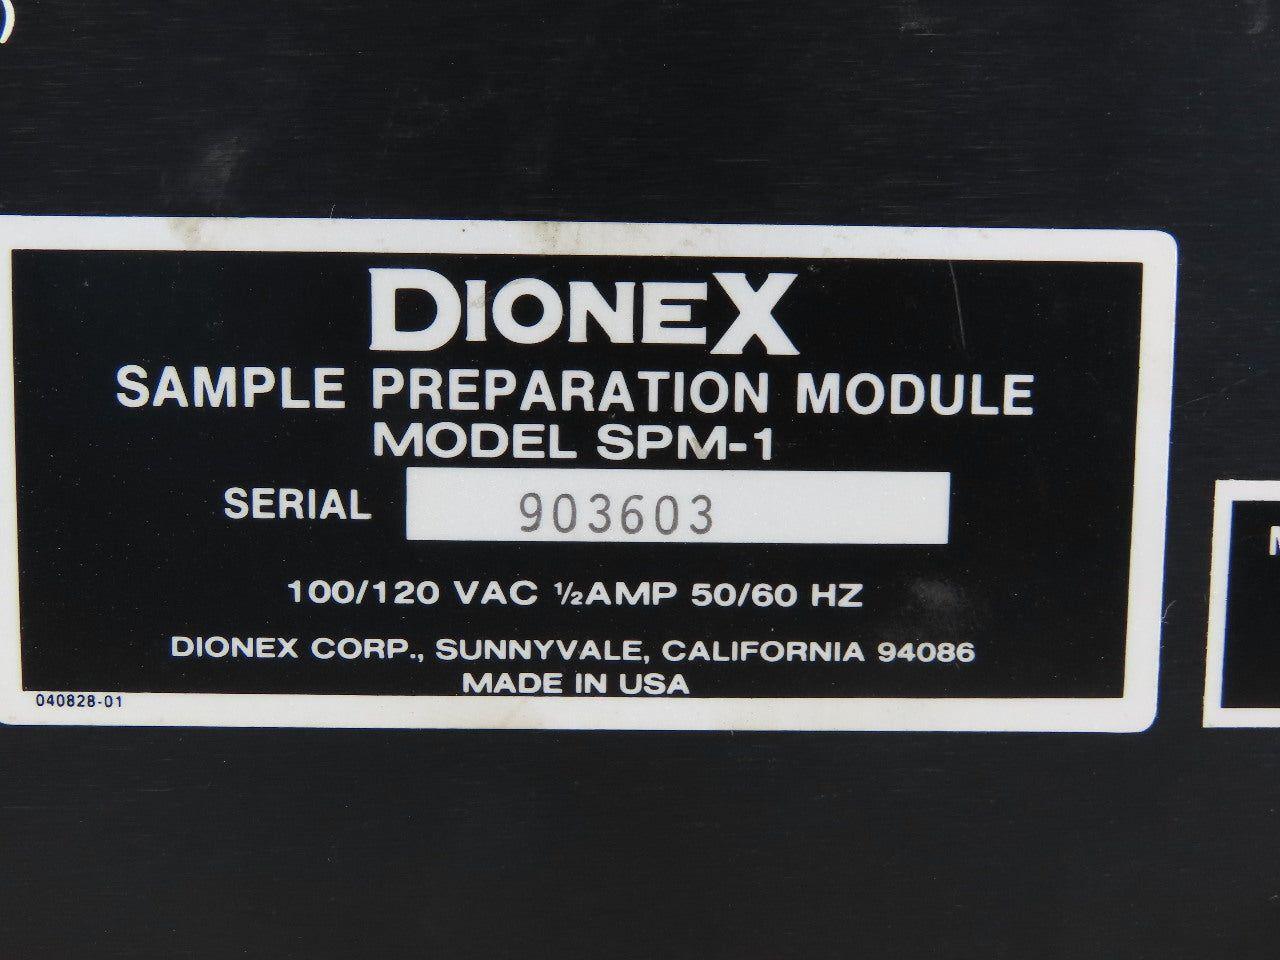 DIONEX
SAMPLE PREPARATION MODULE
MODEL SPM-1
SERIAL 903603
100/120 VAC ½AMP 50/60 HZ
DIONEX CORP., SUNNYVALE, CALIFORNIA 94086
MADE IN USA
040828-01